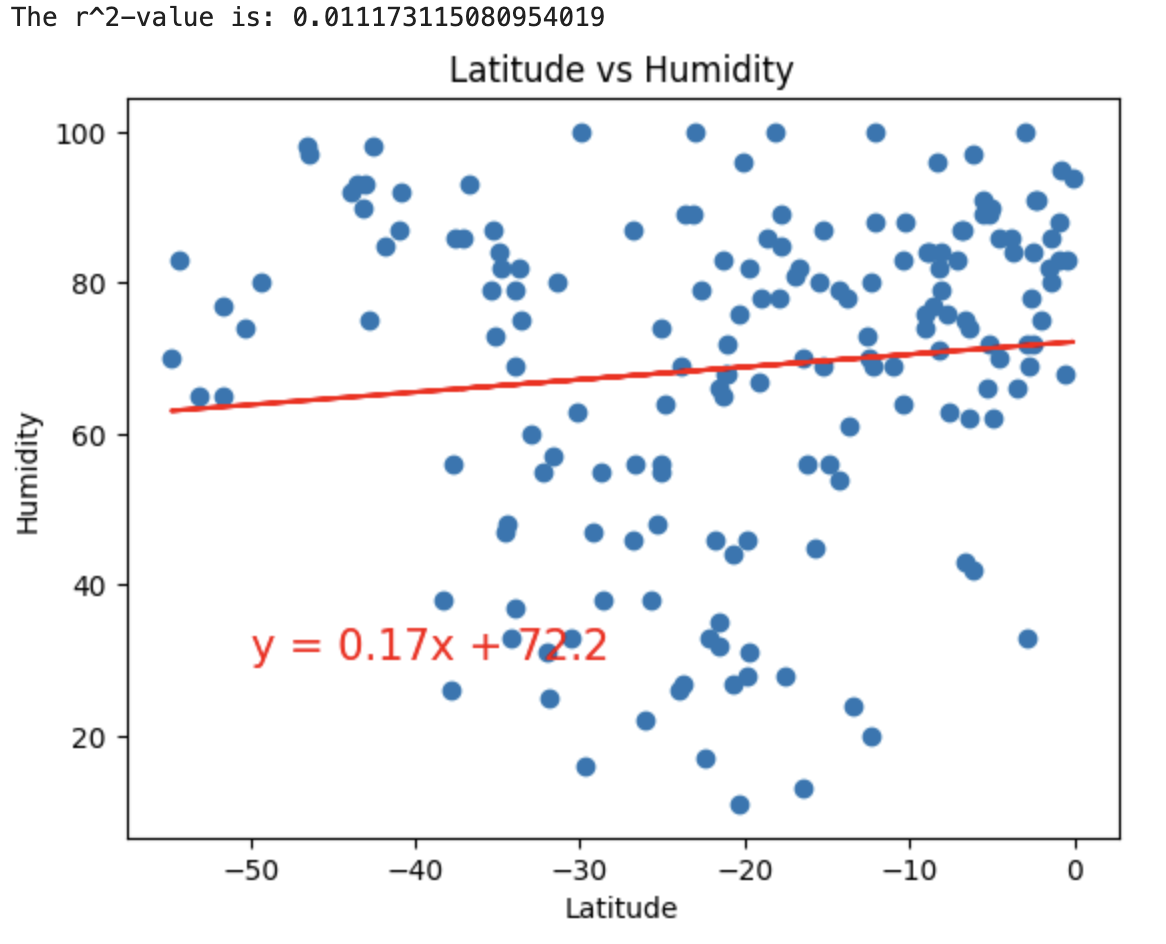 The r^2-value is: 0.011173115080954019
Latitude vs Humidity
100
80
60
40
20
Humidity
y = 0.17x + 72.2
−50 −40 −30 −20 −10 0
Latitude